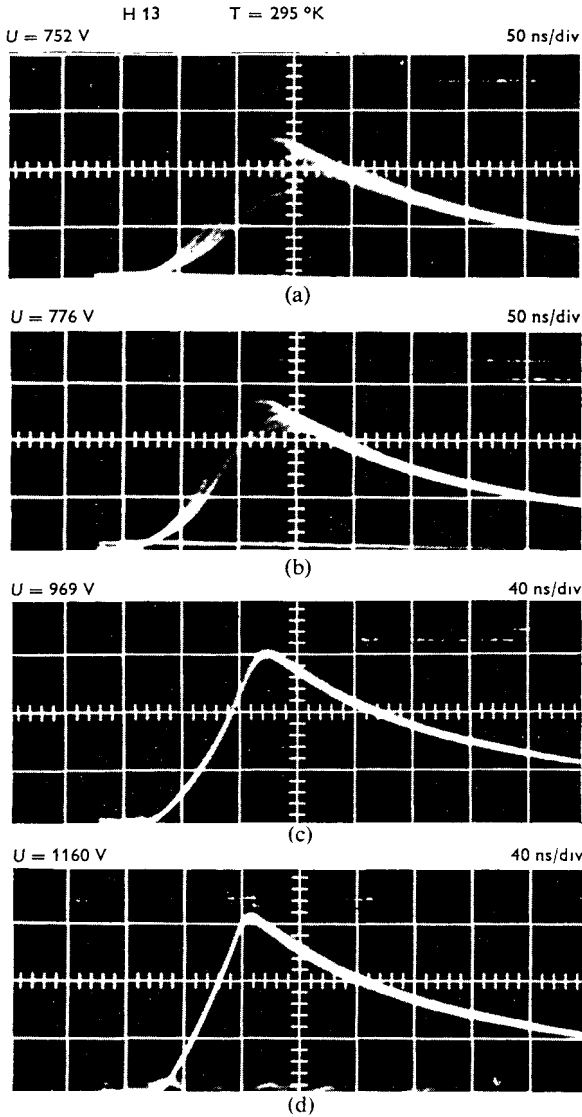 H 13 T = 295 °K
U = 752 V 50 ns/div
(a)
U = 776 V 50 ns/div
(b)
U = 969 V 40 ns/div
(c)
U = 1160 V 40 ns/div
(d)